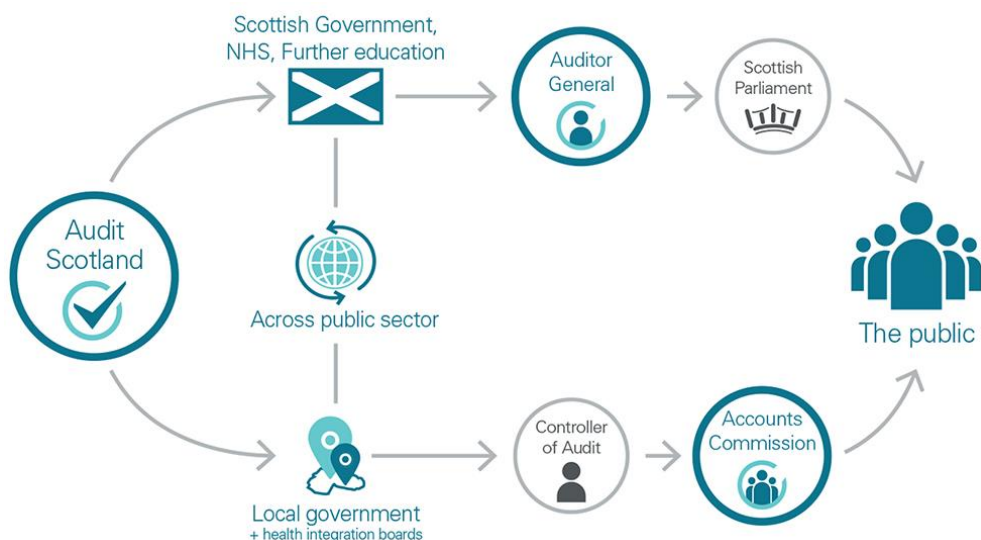 Scottish Government,
NHS, Further education
Auditor
General
Scottish
Parliament
Audit
Scotland
Across public sector
The public
Local government
+ health integration boards
Controller
of Audit
Accounts
Commission